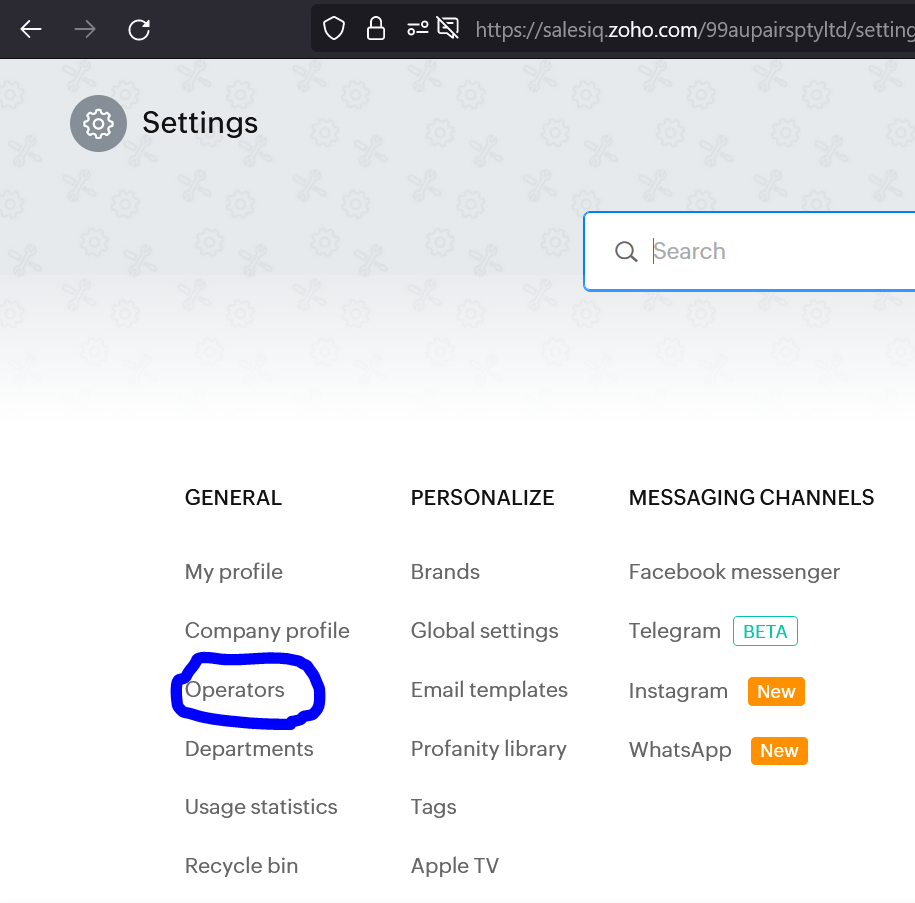 https://salesiq.zoho.com/99aupairsptyltd/setting
Settings
Search
GENERAL
My profile
Company profile
Operators
Departments
Usage statistics
Recycle bin
PERSONALIZE
Brands
Global settings
Email templates
Profanity library
Tags
Apple TV
MESSAGING CHANNELS
Facebook messenger
Telegram BETA
Instagram New
WhatsApp New